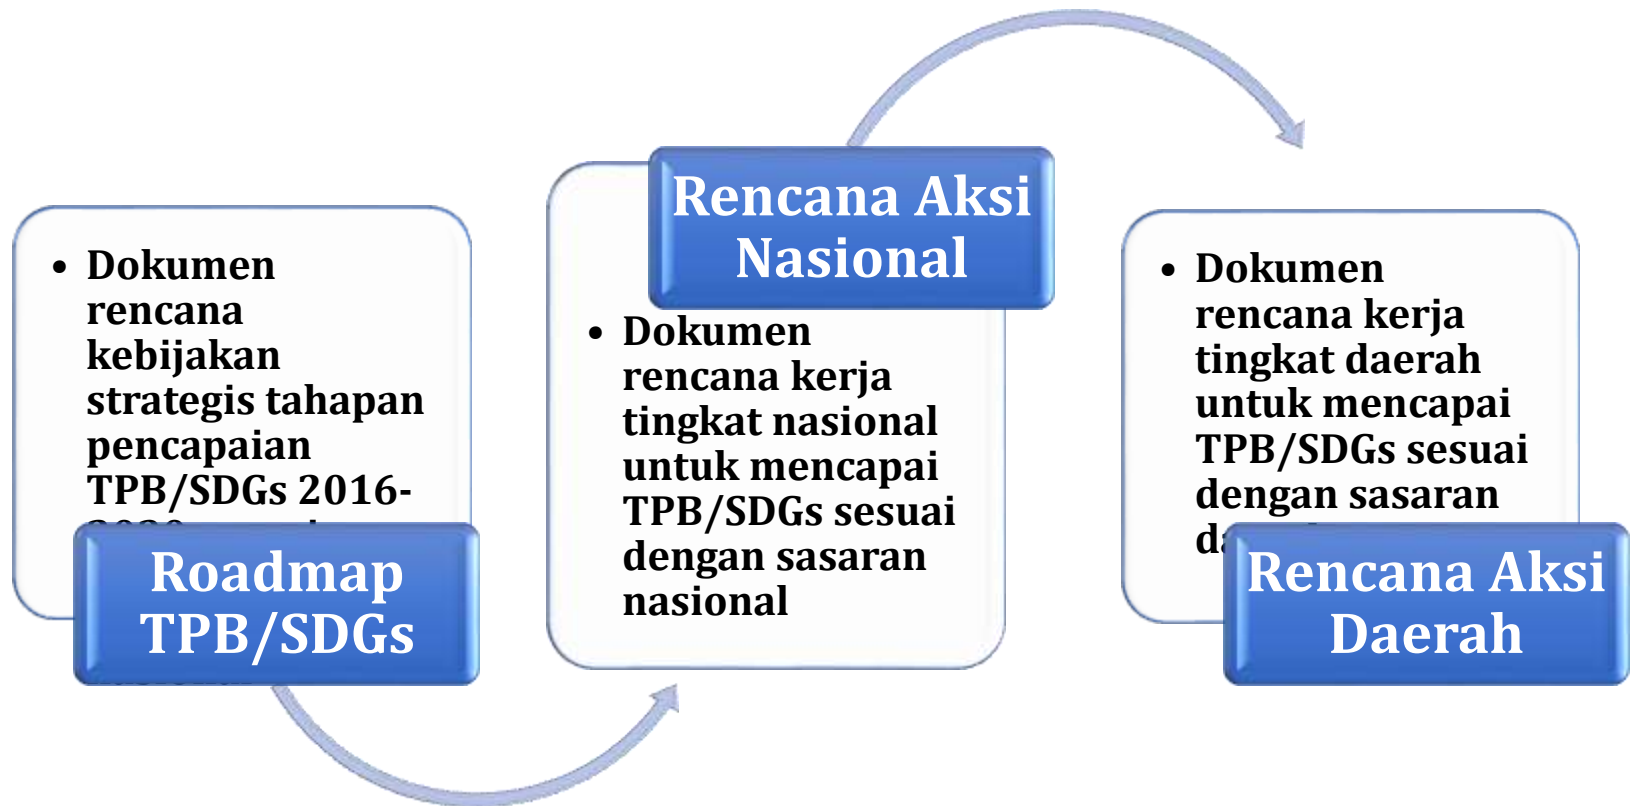 • Dokumen
rencana
kebijakan
strategis tahapan
pencapaian
TPB/SDGs 2016-
Roadmap
TPB/SDGs
Rencana Aksi
Nasional
• Dokumen
rencana kerja
tingkat nasional
untuk mencapai
TPB/SDGs sesuai
dengan sasaran
nasional
• Dokumen
rencana kerja
tingkat daerah
untuk mencapai
TPB/SDGs sesuai
dengan sasaran
Rencana Aksi
Daerah